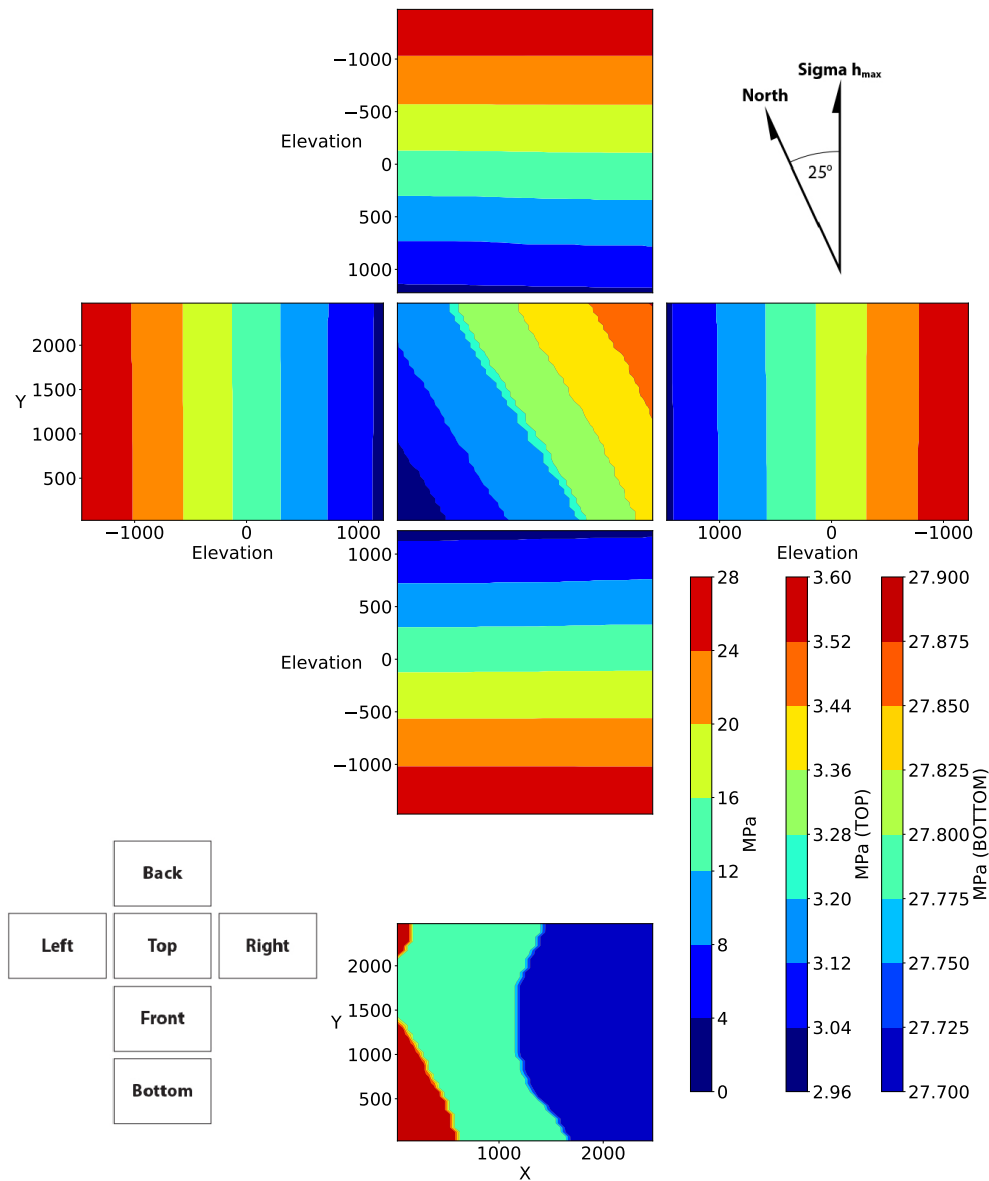 −1000
−500
Elevation
0
500
1000
Sigma hmax
North
25°
2000
1500
Y
1000
500
−1000 0 1000
Elevation
1000 0 −1000
Elevation
1000
500
Elevation
0
−500
−1000
28
24
20
16
12
8
4
0
MPa
3.60
3.52
3.44
3.36
3.28
3.20
3.12
3.04
2.96
MPa (TOP)
27.900
27.875
27.850
27.825
27.800
27.775
27.750
27.725
27.700
MPa (BOTTOM)
Back
Left Top Right
Front
Bottom
2000
1500
Y
1000
500
1000 2000
X